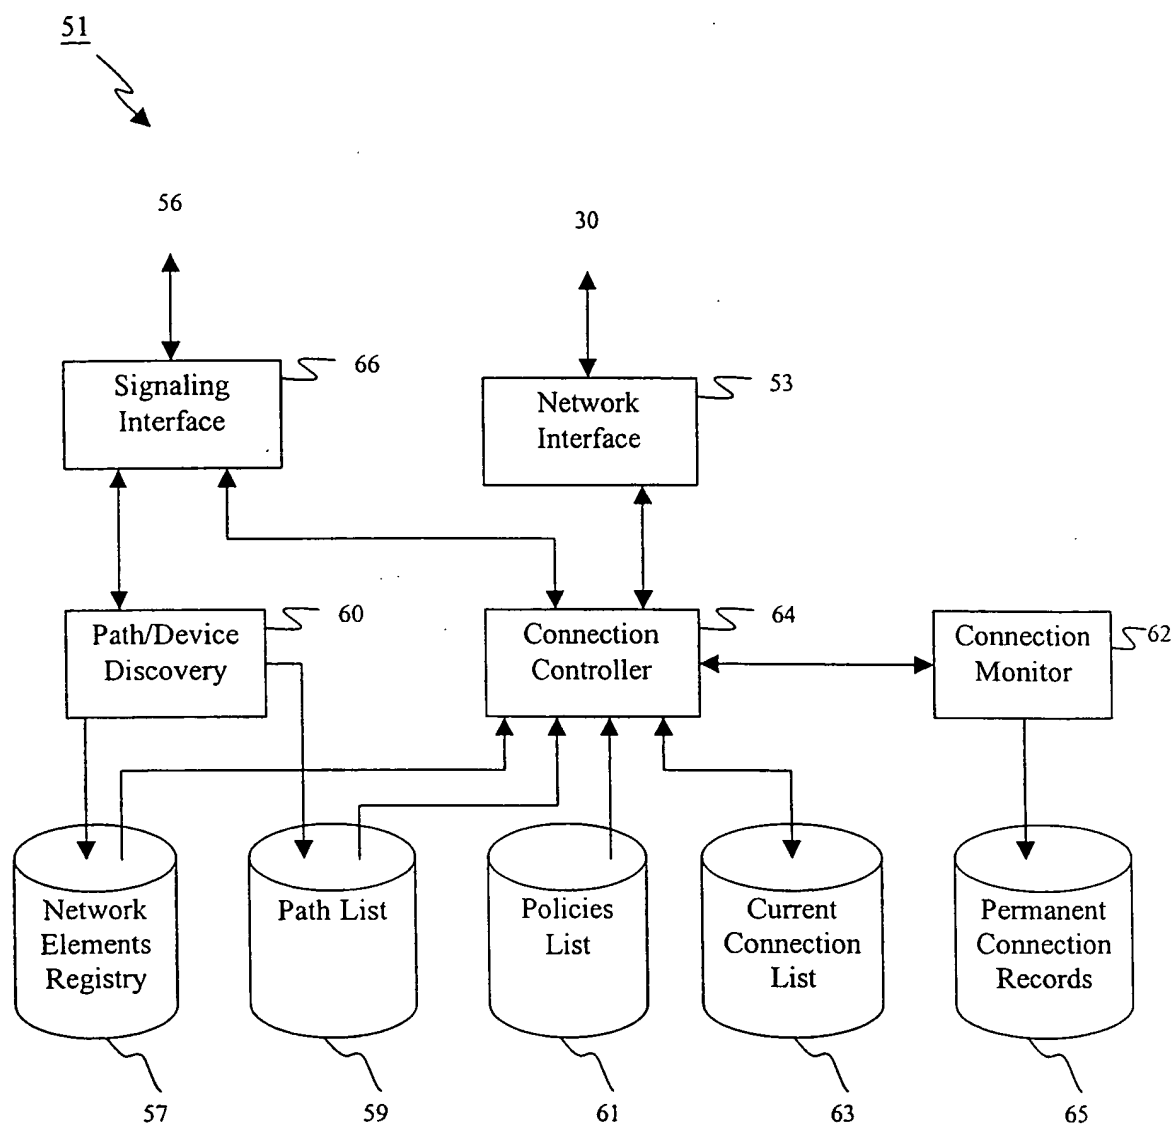 51
56
30
Signaling
Interface
66
Network
Interface
53
Path/Device
Discovery
60
Connection
Controller
64
Connection
Monitor
62
Network
Elements
Registry
Path List
Policies
List
Current
Connection
List
Permanent
Connection
Records
57
59
61
63
65